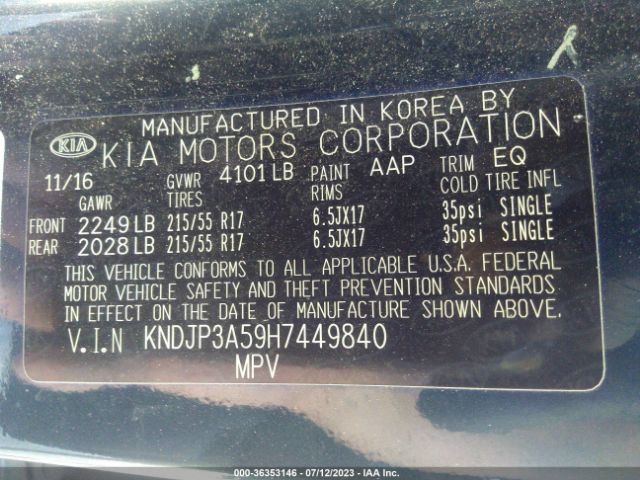 MANUFACTURED IN KOREA BY
KIA KIA MOTORS CORPORATION
11/16 GVWR 4101 LB PAINT AAP TRIM EQ
GAWR TIRES RIMS COLD TIRE INFL
FRONT 2249 LB 215/55 R17 6.5JX17 35psi SINGLE
REAR 2028 LB 215/55 R17 6.5JX17 35psi SINGLE
THIS VEHICLE CONFORMS TO ALL APPLICABLE U.S.A. FEDERAL
MOTOR VEHICLE SAFETY AND THEFT PREVENTION STANDARDS
IN EFFECT ON THE DATE OF MANUFACTURE SHOWN ABOVE.
V.I.N KNDJP3A59H7449840
MPV
© - 36353146 - 07/12/2023 - IAA Inc.